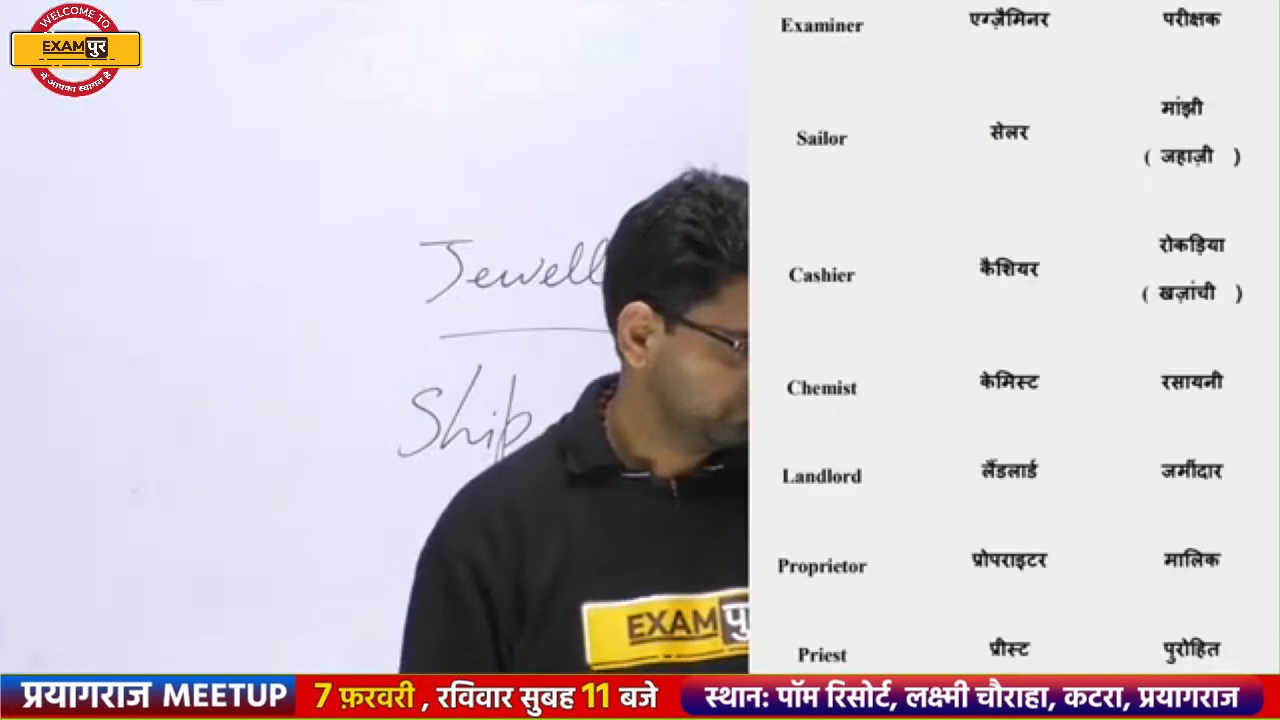 WELCOME TO
EXAMपुर
में आपका स्वागत है
Jewell
Ship
EXAMपु
Examiner एग्ज़ैमिनर परीक्षक
Sailor सेलर मांझी
( जहाज़ी )
Cashier कैशियर रोकड़िया
( खज़ांची )
Chemist केमिस्ट रसायनी
Landlord लैंडलार्ड जमींदार
Proprietor प्रोपराइटर मालिक
Priest प्रीस्ट पुरोहित
प्रयागराज MEETUP 7 फ़रवरी , रविवार सुबह 11 बजे स्थान: पॉम रिसोर्ट, लक्ष्मी चौराहा, कटरा, प्रयागराज